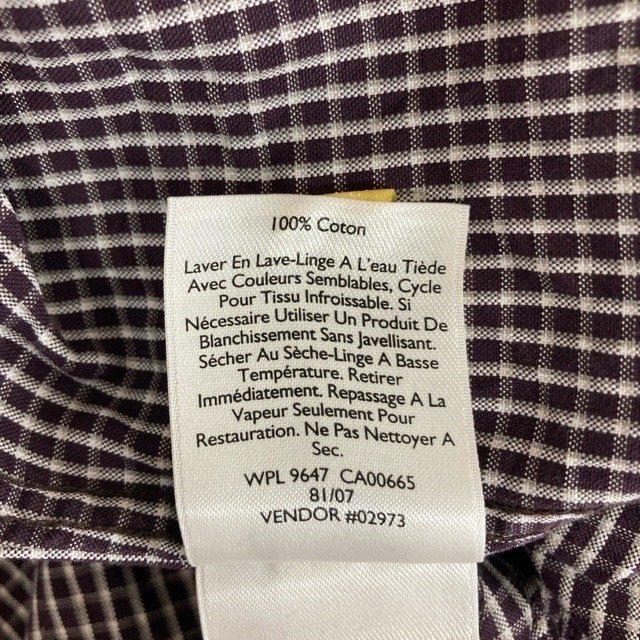 100% Coton
Laver En Lave-Linge A L'eau Tiède
Avec Couleurs Semblables, Cycle
Pour Tissu Infroissable. Si
Nécessaire Utiliser Un Produit De
Blanchissement Sans Javellisant.
Sécher Au Sèche-Linge A Basse
Température. Retirer
Immédiatement. Repassage A La
Vapeur Seulement Pour
Restauration. Ne Pas Nettoyer A
Sec.
WPL 9647 CA00665
81/07
VENDOR #02973